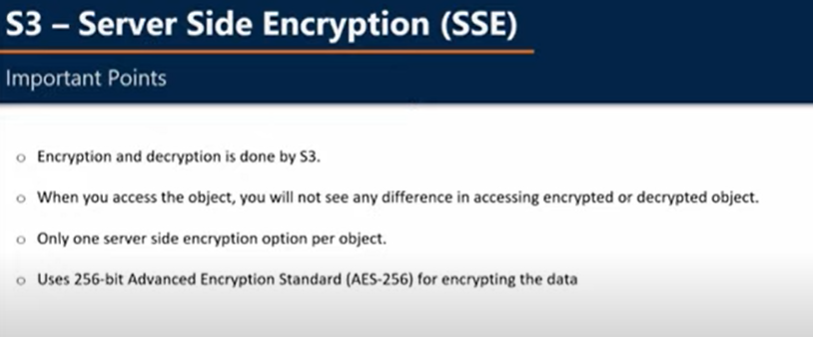 S3 – Server Side Encryption (SSE)
Important Points
o Encryption and decryption is done by S3.
o When you access the object, you will not see any difference in accessing encrypted or decrypted object.
o Only one server side encryption option per object.
o Uses 256-bit Advanced Encryption Standard (AES-256) for encrypting the data